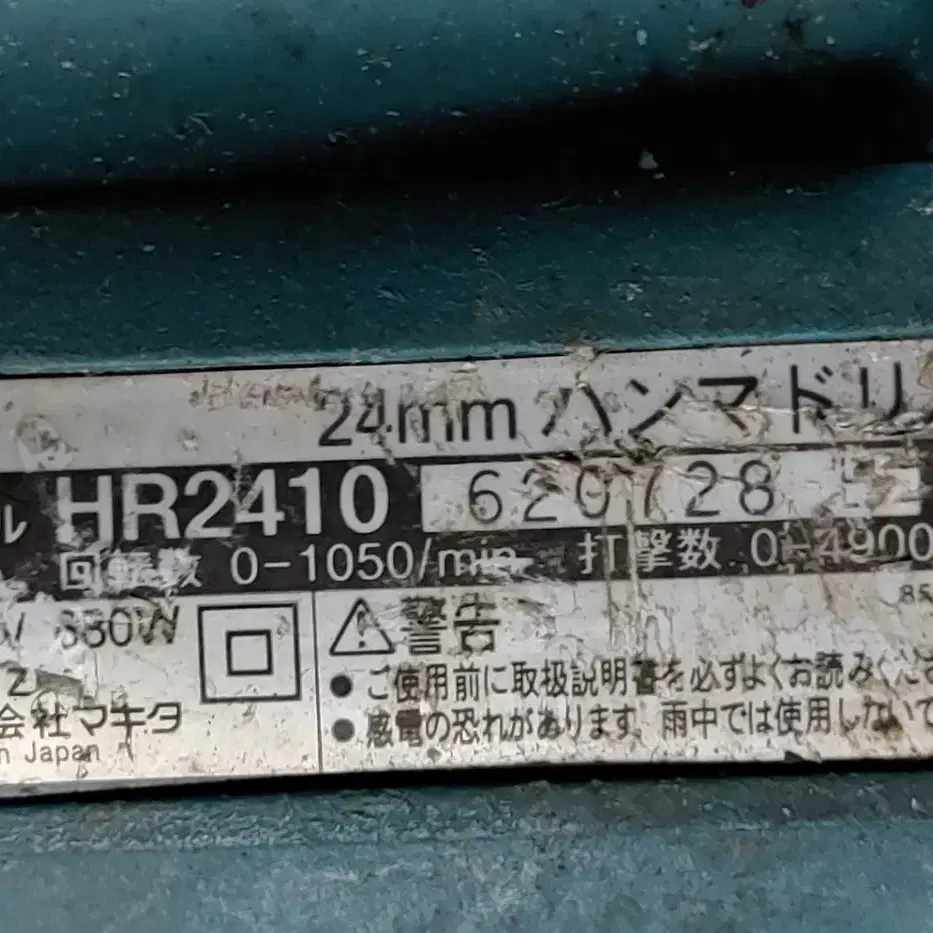 24mm ハンマドリ
ル HR2410 620728
回転数 0-1050/min 打撃数 0-4900
85
W 630W 警告
●ご使用前に取扱説明書を必ずよくお読みくだ
z
●感電の恐れがあります。雨中では使用しないで
会社マキタ
n Japan